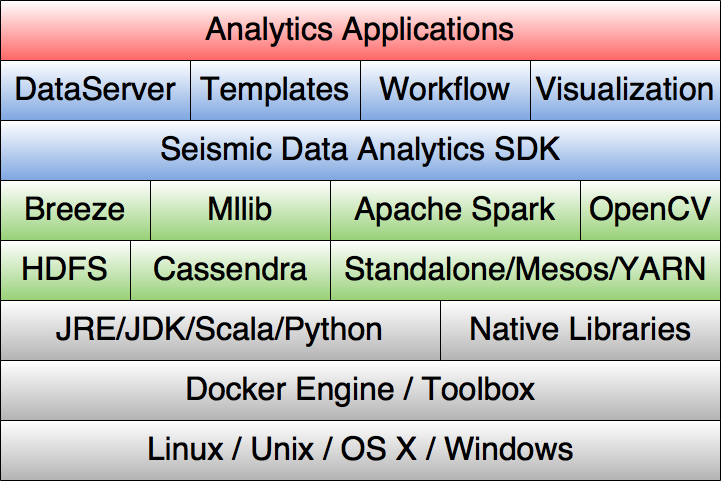 Analytics Applications
DataServer Templates Workflow Visualization
Seismic Data Analytics SDK
Breeze Mllib Apache Spark OpenCV
HDFS Cassendra Standalone/Mesos/YARN
JRE/JDK/Scala/Python Native Libraries
Docker Engine / Toolbox
Linux / Unix / OS X / Windows